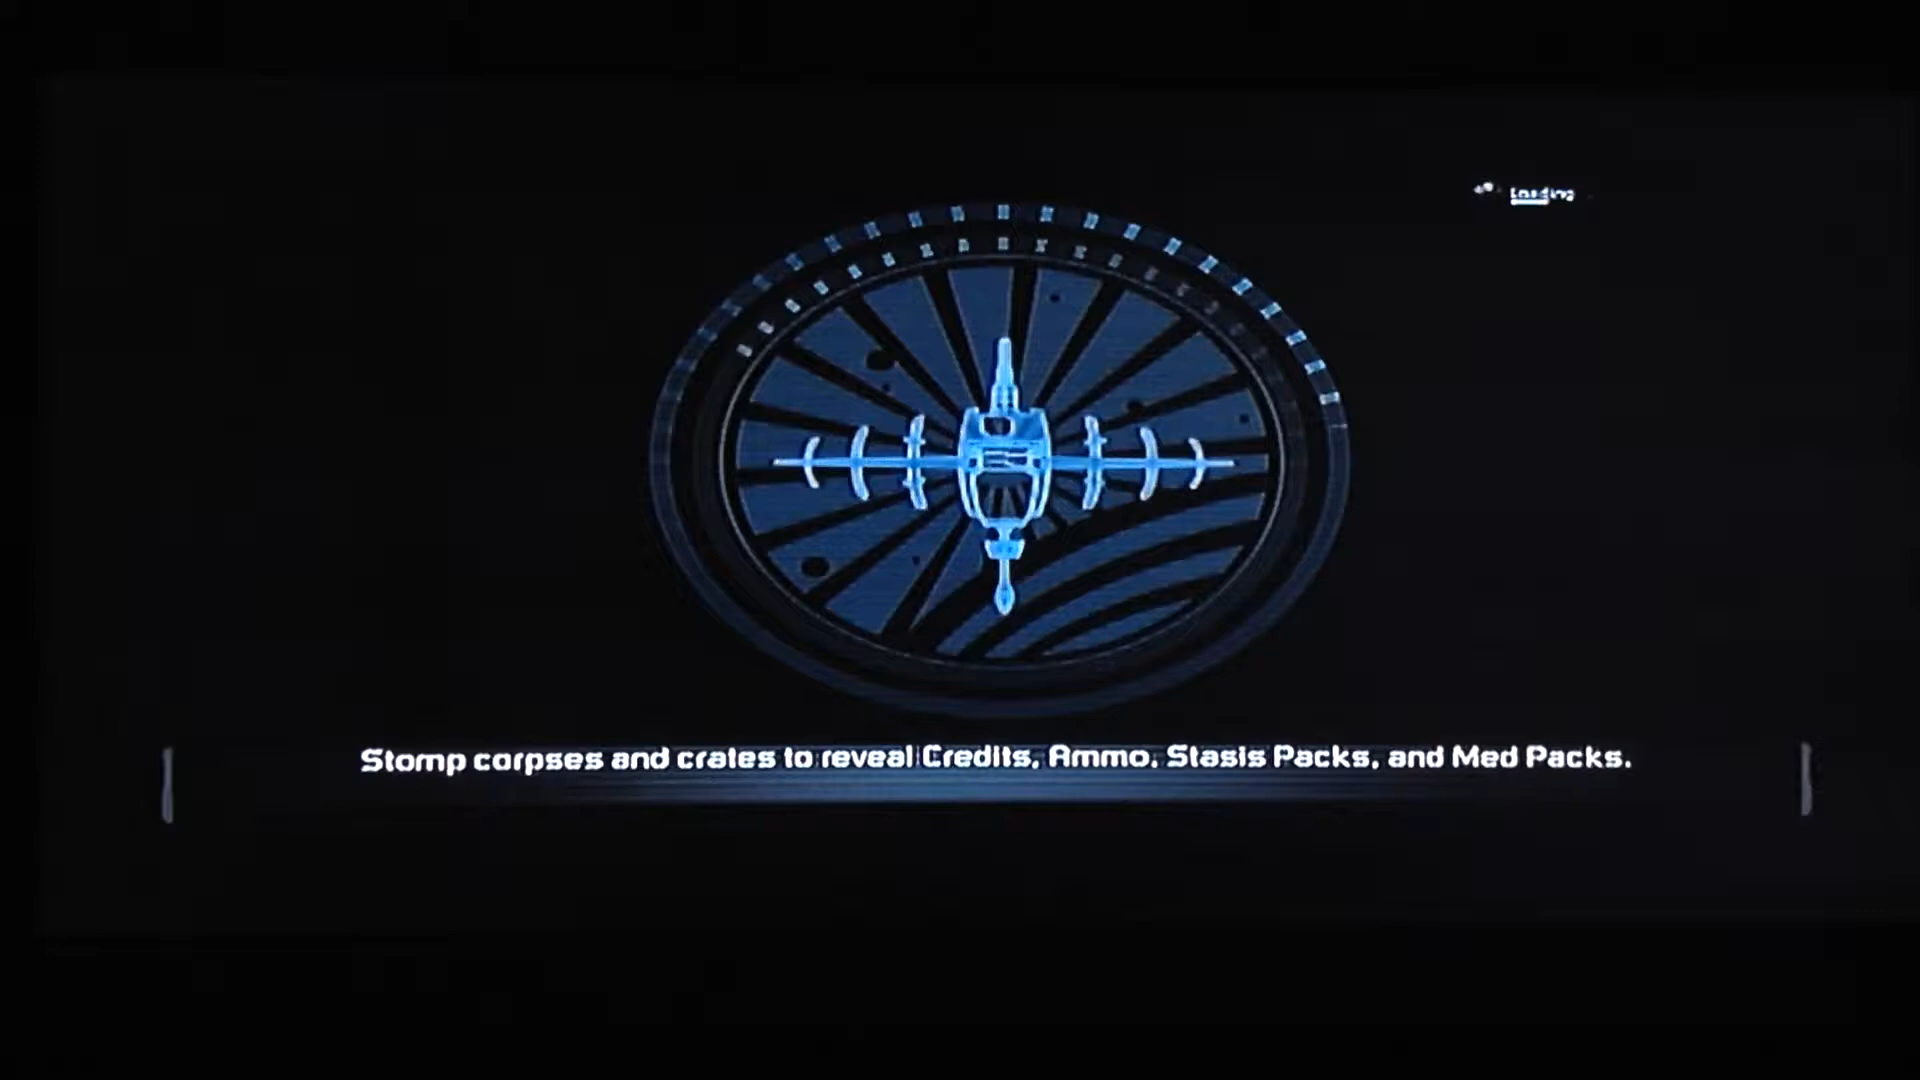 Loading
Stomp corpses and crates to reveal Credits, Ammo, Stasis Packs, and Med Packs.